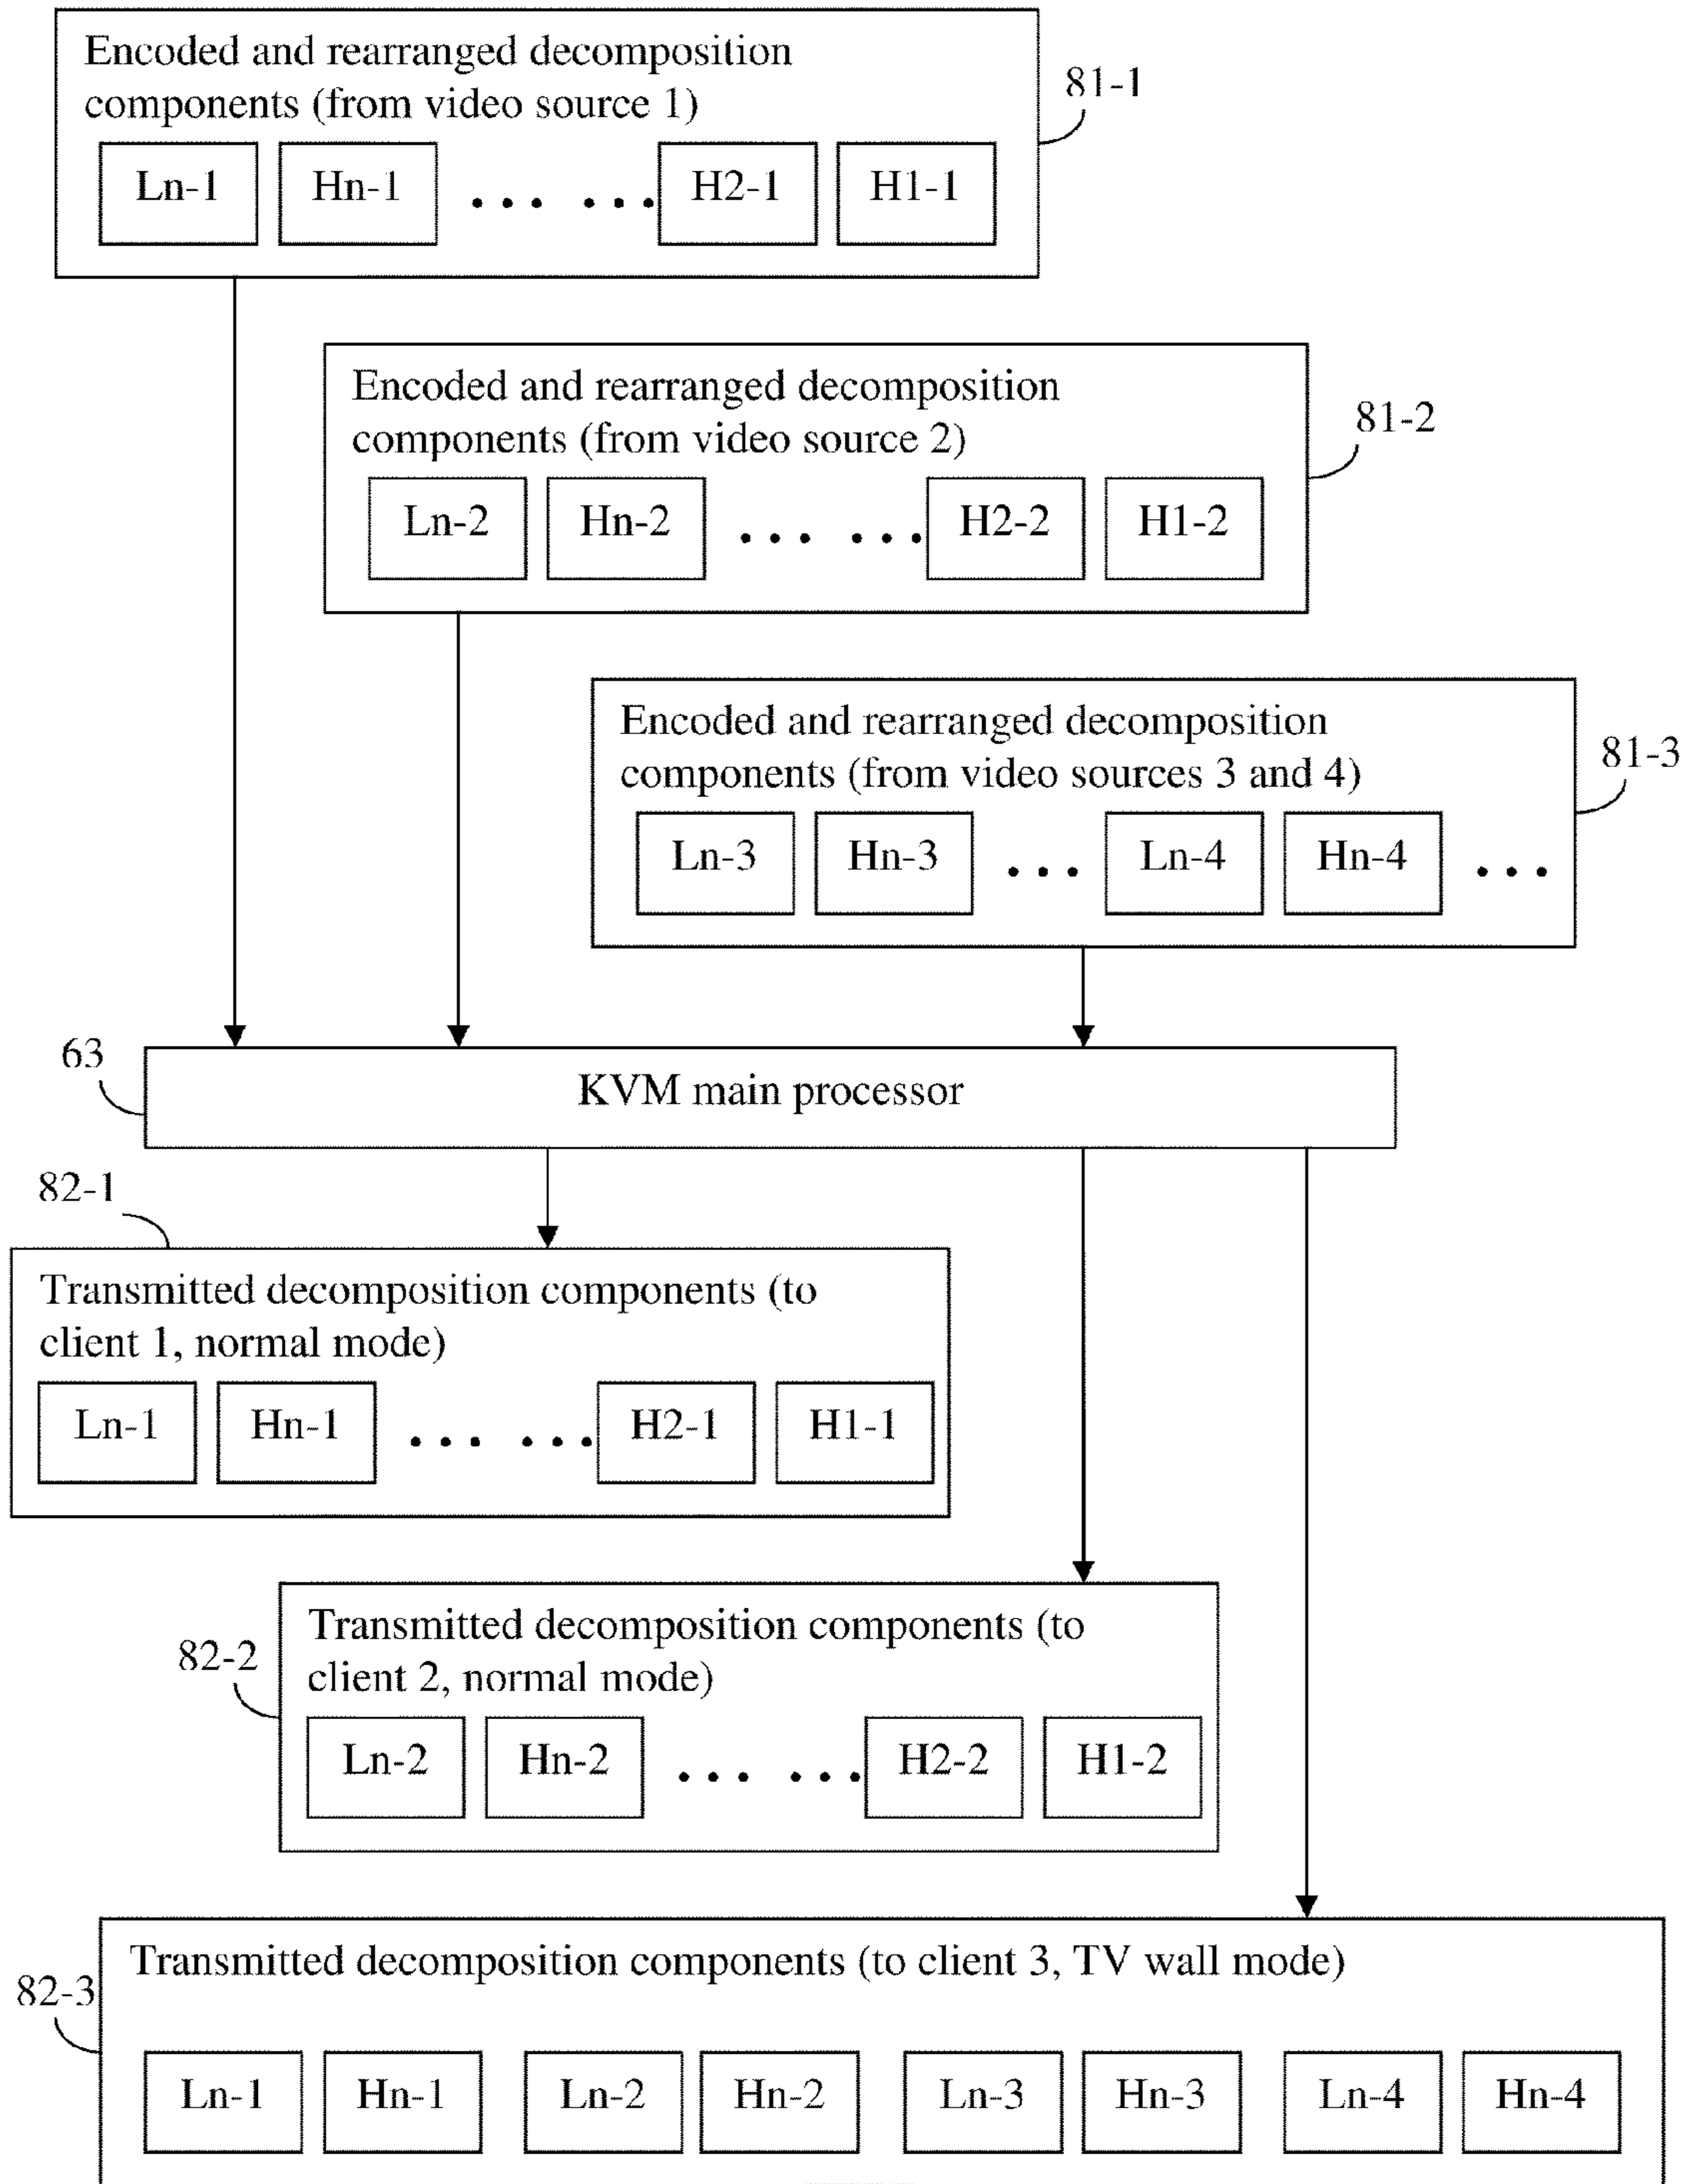 Encoded and rearranged decomposition
components (from video source 1)
81-1
Ln-1 Hn-1 ... ... H2-1 H1-1
Encoded and rearranged decomposition
components (from video source 2)
81-2
Ln-2 Hn-2 ... ... H2-2 H1-2
Encoded and rearranged decomposition
components (from video sources 3 and 4)
81-3
Ln-3 Hn-3 ... Ln-4 Hn-4 ...
63
KVM main processor
82-1
Transmitted decomposition components (to
client 1, normal mode)
Ln-1 Hn-1 ... ... H2-1 H1-1
82-2
Transmitted decomposition components (to
client 2, normal mode)
Ln-2 Hn-2 ... ... H2-2 H1-2
82-3
Transmitted decomposition components (to client 3, TV wall mode)
Ln-1 Hn-1 Ln-2 Hn-2 Ln-3 Hn-3 Ln-4 Hn-4